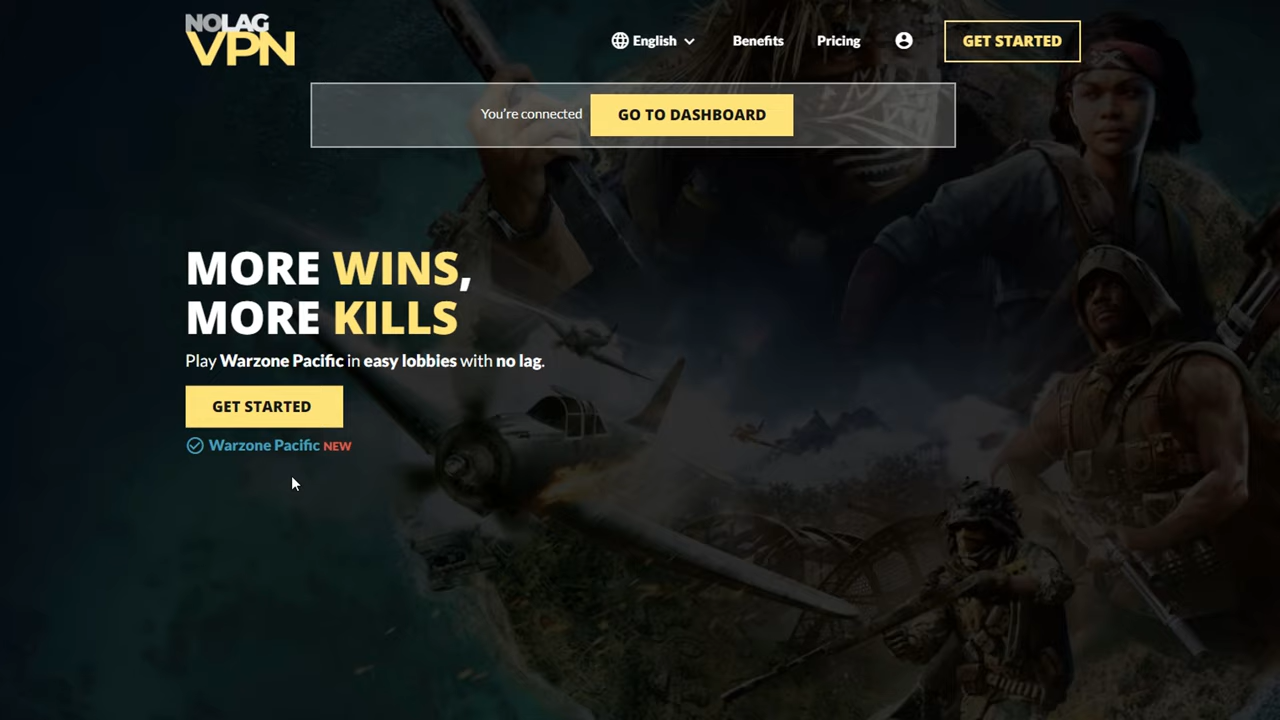 NOLAG
VPN
English
Benefits
Pricing
GET STARTED
You're connected
GO TO DASHBOARD
MORE WINS,
MORE KILLS
Play Warzone Pacific in easy lobbies with no lag.
GET STARTED
Warzone Pacific NEW